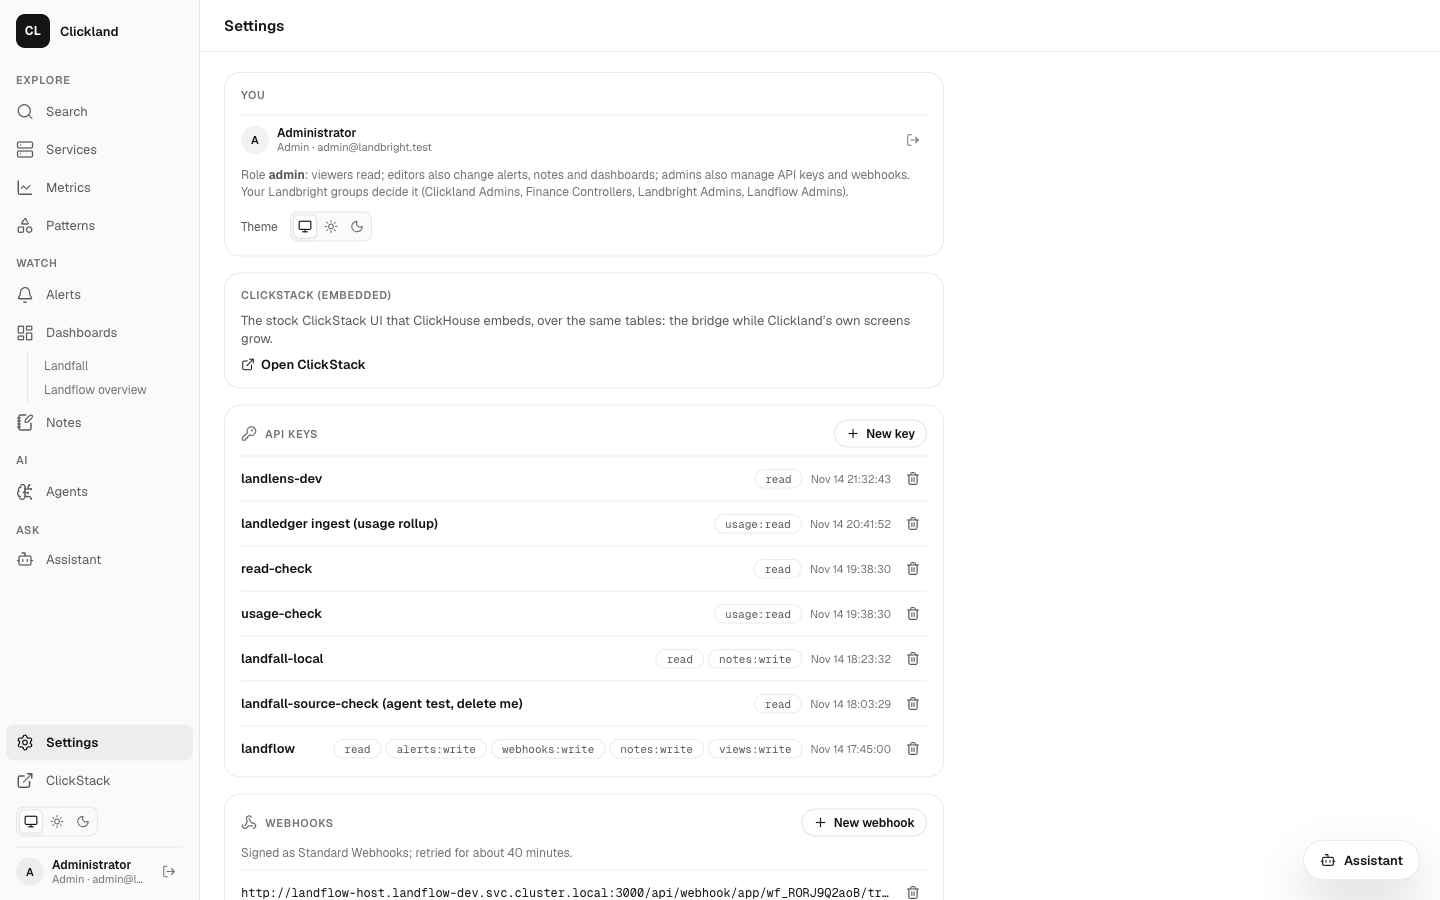 CL Clickland
EXPLORE
Search
Services
Metrics
Patterns
WATCH
Alerts
Dashboards
Landfall
Landflow overview
Notes
AI
Agents
ASK
Assistant
Settings
ClickStack
A Administrator
Admin · admin@l...
Settings
YOU
A Administrator
Admin · admin@landbright.test
Role admin: viewers read; editors also change alerts, notes and dashboards; admins also manage API keys and webhooks.
Your Landbright groups decide it (Clickland Admins, Finance Controllers, Landbright Admins, Landflow Admins).
Theme
CLICKSTACK (EMBEDDED)
The stock ClickStack UI that ClickHouse embeds, over the same tables: the bridge while Clickland's own screens
grow.
Open ClickStack
API KEYS New key
landlens-dev read Nov 14 21:32:43
landledger ingest (usage rollup) usage:read Nov 14 20:41:52
read-check read Nov 14 19:38:30
usage-check usage:read Nov 14 19:38:30
landfall-local read notes:write Nov 14 18:23:32
landfall-source-check (agent test, delete me) read Nov 14 18:03:29
landflow read alerts:write webhooks:write notes:write views:write Nov 14 17:45:00
WEBHOOKS New webhook
Signed as Standard Webhooks; retried for about 40 minutes.
http://landflow-host.landflow-dev.svc.cluster.local:3000/api/webhook/app/wf_RORJ9Q2aoB/tr...
Assistant